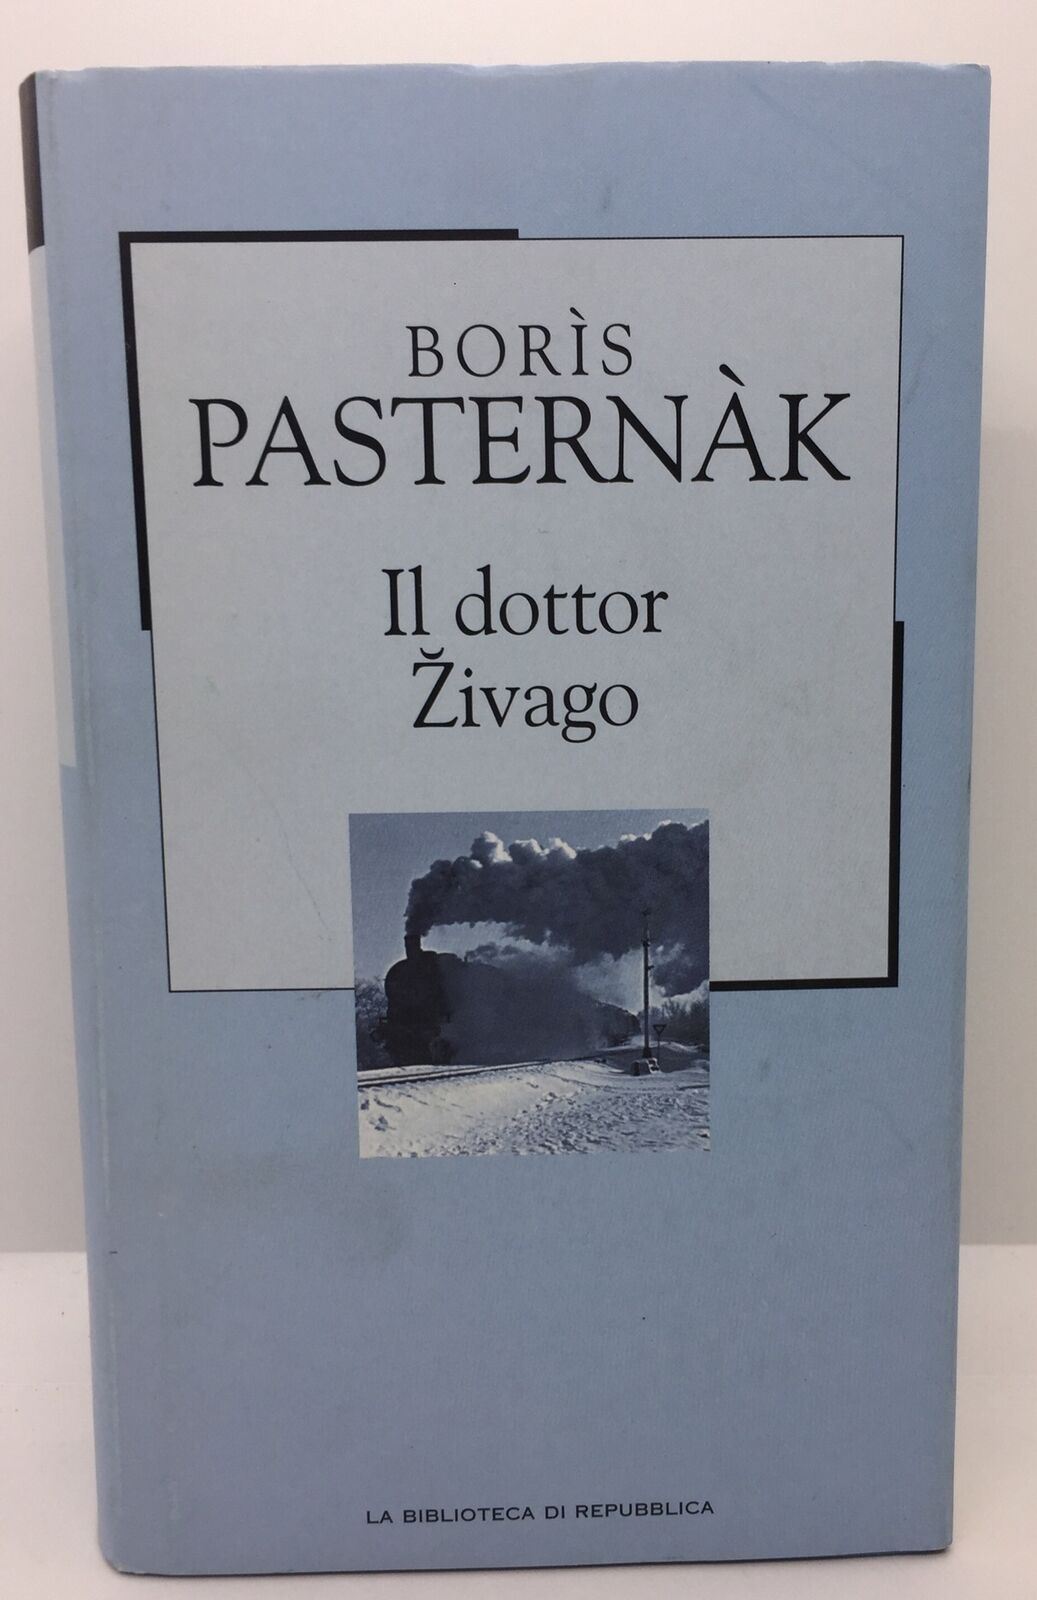 BORÌS
PASTERNÀK
Il dottor
Živago
LA BIBLIOTECA DI REPUBBLICA